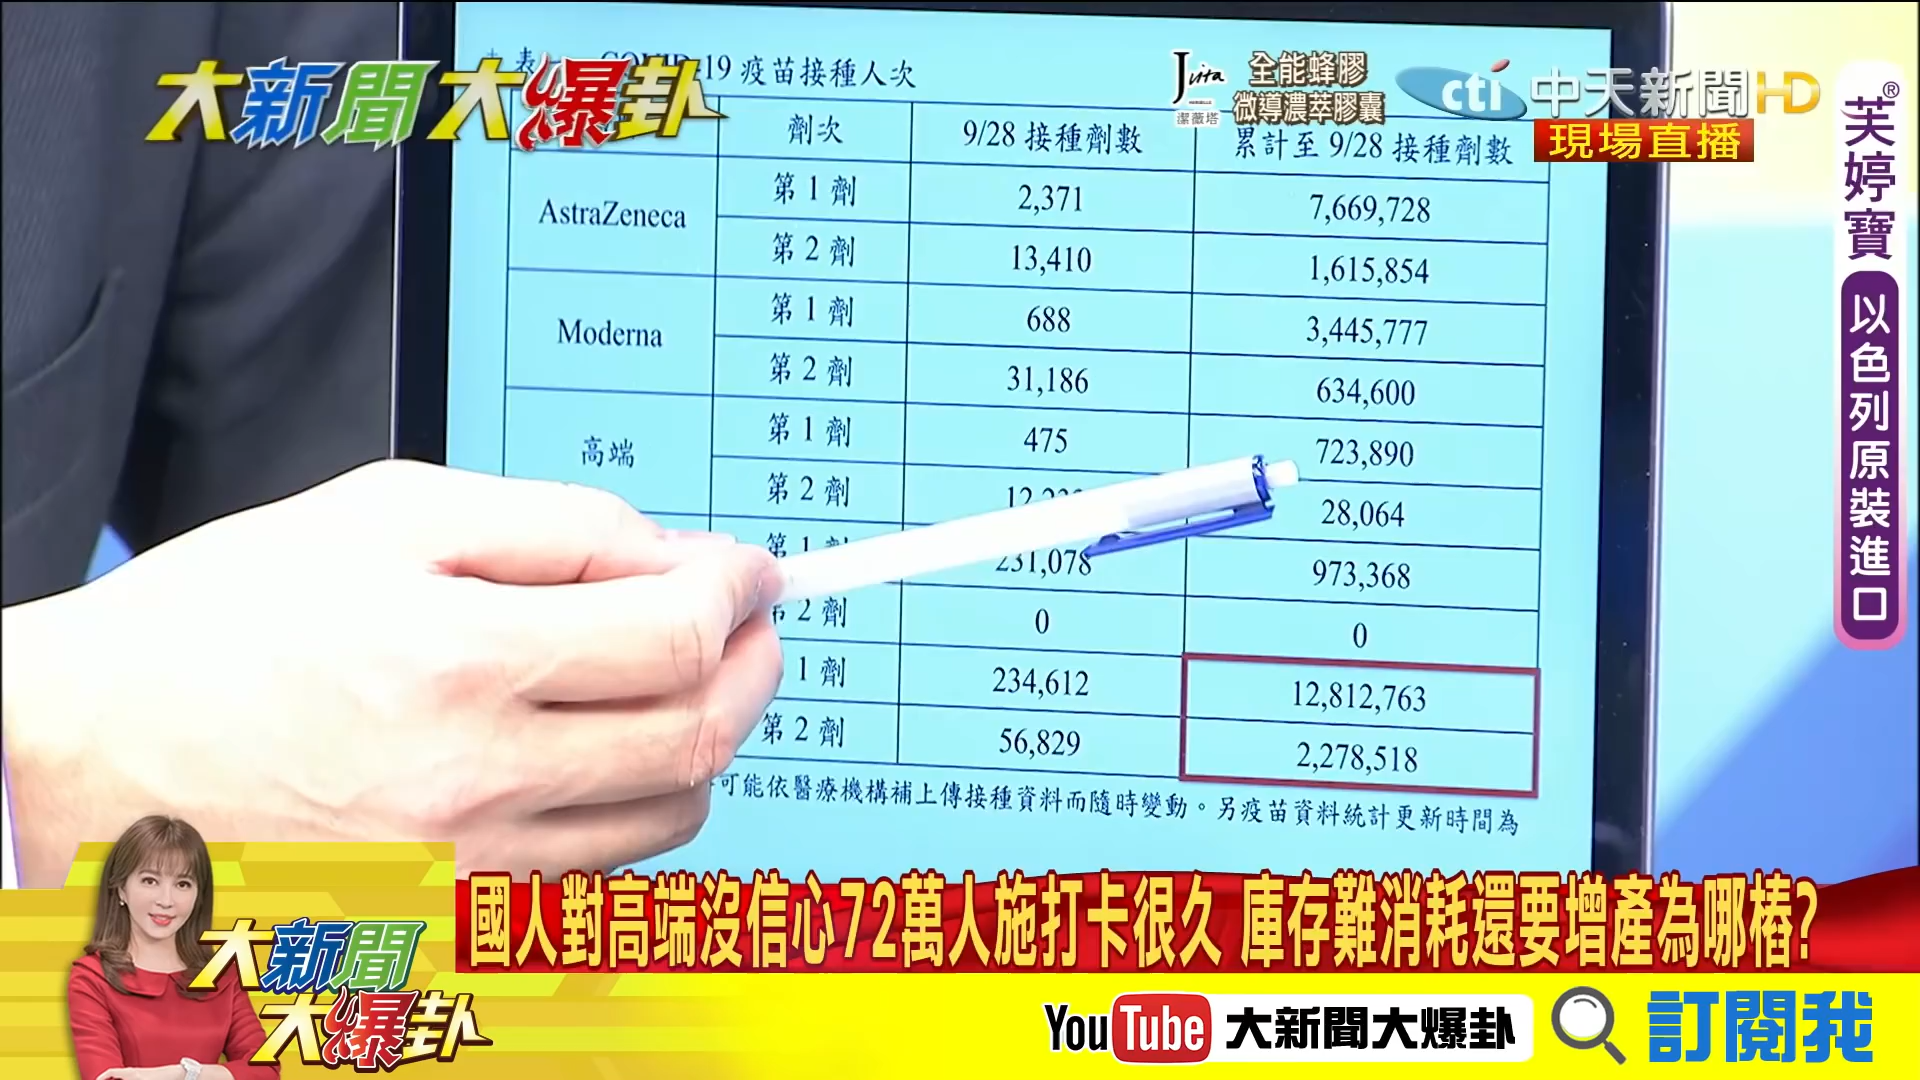 大新聞大爆卦
表一 COVID-19疫苗接種人次
Jvita
潔薇塔
全能蜂膠
微導濃萃膠囊
cti 中天新聞HD
現場直播
芙婷寶®
以色列原裝進口
劑次 9/28 接種劑數 累計至 9/28 接種劑數
AstraZeneca 第 1 劑 2,371 7,669,728
第 2 劑 13,410 1,615,854
Moderna 第 1 劑 688 3,445,777
第 2 劑 31,186 634,600
高端 第 1 劑 475 723,890
第 2 劑 28,064
第 1 231,078 973,368
2 劑 0 0
1 劑 234,612 12,812,763
第 2 劑 56,829 2,278,518
可能依醫療機構補上傳接種資料而隨時變動。另疫苗資料統計更新時間為
國人對高端沒信心72萬人施打卡很久 庫存難消耗還要增產為哪樁?
大新聞
大爆卦
YouTube 大新聞大爆卦 訂閱我